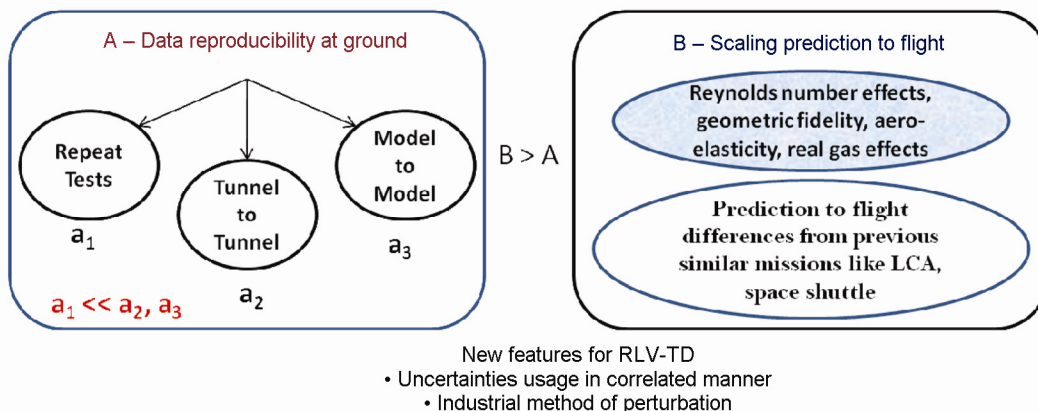 A – Data reproducibility at ground
Repeat
Tests
a1
Tunnel
to
Tunnel
a2
Model
to
Model
a3
a1 << a2, a3
B > A
B – Scaling prediction to flight
Reynolds number effects,
geometric fidelity, aero-
elasticity, real gas effects
Prediction to flight
differences from previous
similar missions like LCA,
space shuttle
New features for RLV-TD
• Uncertainties usage in correlated manner
• Industrial method of perturbation